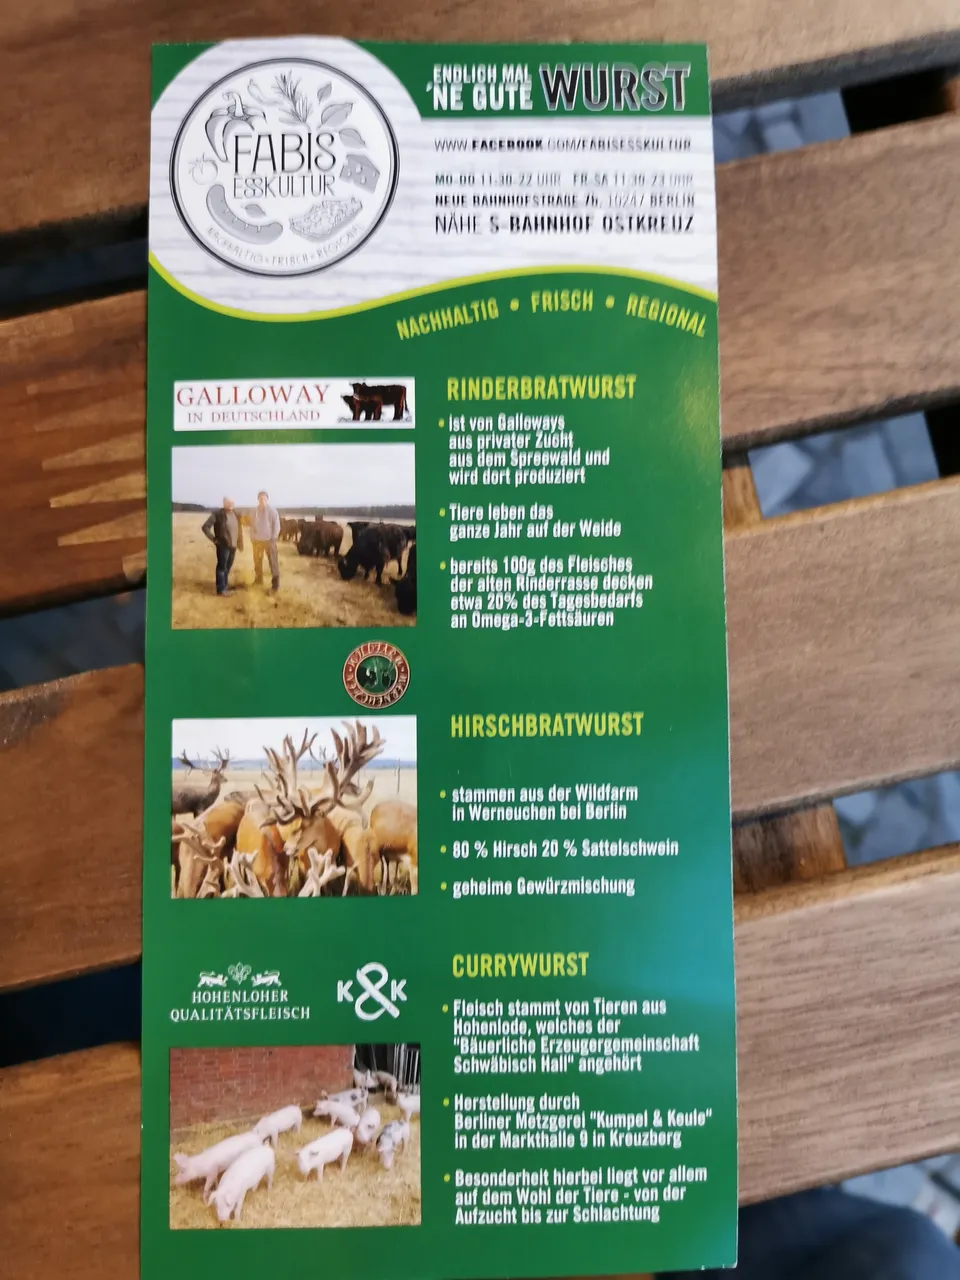 ENDLICH MAL
'NE GUTE WURST
FABIS
ESSKULTUR
NACHHALTIG • FRISCH • REGIONAL
WWW.FACEBOOK.COM/FABISESSKULTUR
MO-DO 11:30-22 UHR FR-SA 11:30-23 UHR
NEUE BAHNHOFSTRAßE 7b, 10247 BERLIN
NÄHE S-BAHNHOF OSTKREUZ
NACHHALTIG • FRISCH • REGIONAL
GALLOWAY
IN DEUTSCHLAND
RINDERBRATWURST
• ist von Galloways
aus privater Zucht
aus dem Spreewald und
wird dort produziert
• Tiere leben das
ganze Jahr auf der Weide
• bereits 100g des Fleisches
der alten Rinderrasse decken
etwa 20% des Tagesbedarfs
an Omega-3-Fettsäuren
WILDFARM
WERNEUCHEN
HIRSCHBRATWURST
• stammen aus der Wildfarm
in Werneuchen bei Berlin
• 80 % Hirsch 20 % Sattelschwein
• geheime Gewürzmischung
HOHENLOHER
QUALITÄTSFLEISCH
K&K
CURRYWURST
• Fleisch stammt von Tieren aus
Hohenlode, welches der
"Bäuerliche Erzeugergemeinschaft
Schwäbisch Hall" angehört
• Herstellung durch
Berliner Metzgerei "Kumpel & Keule"
in der Markthalle 9 in Kreuzberg
• Besonderheit hierbei liegt vor allem
auf dem Wohl der Tiere - von der
Aufzucht bis zur Schlachtung